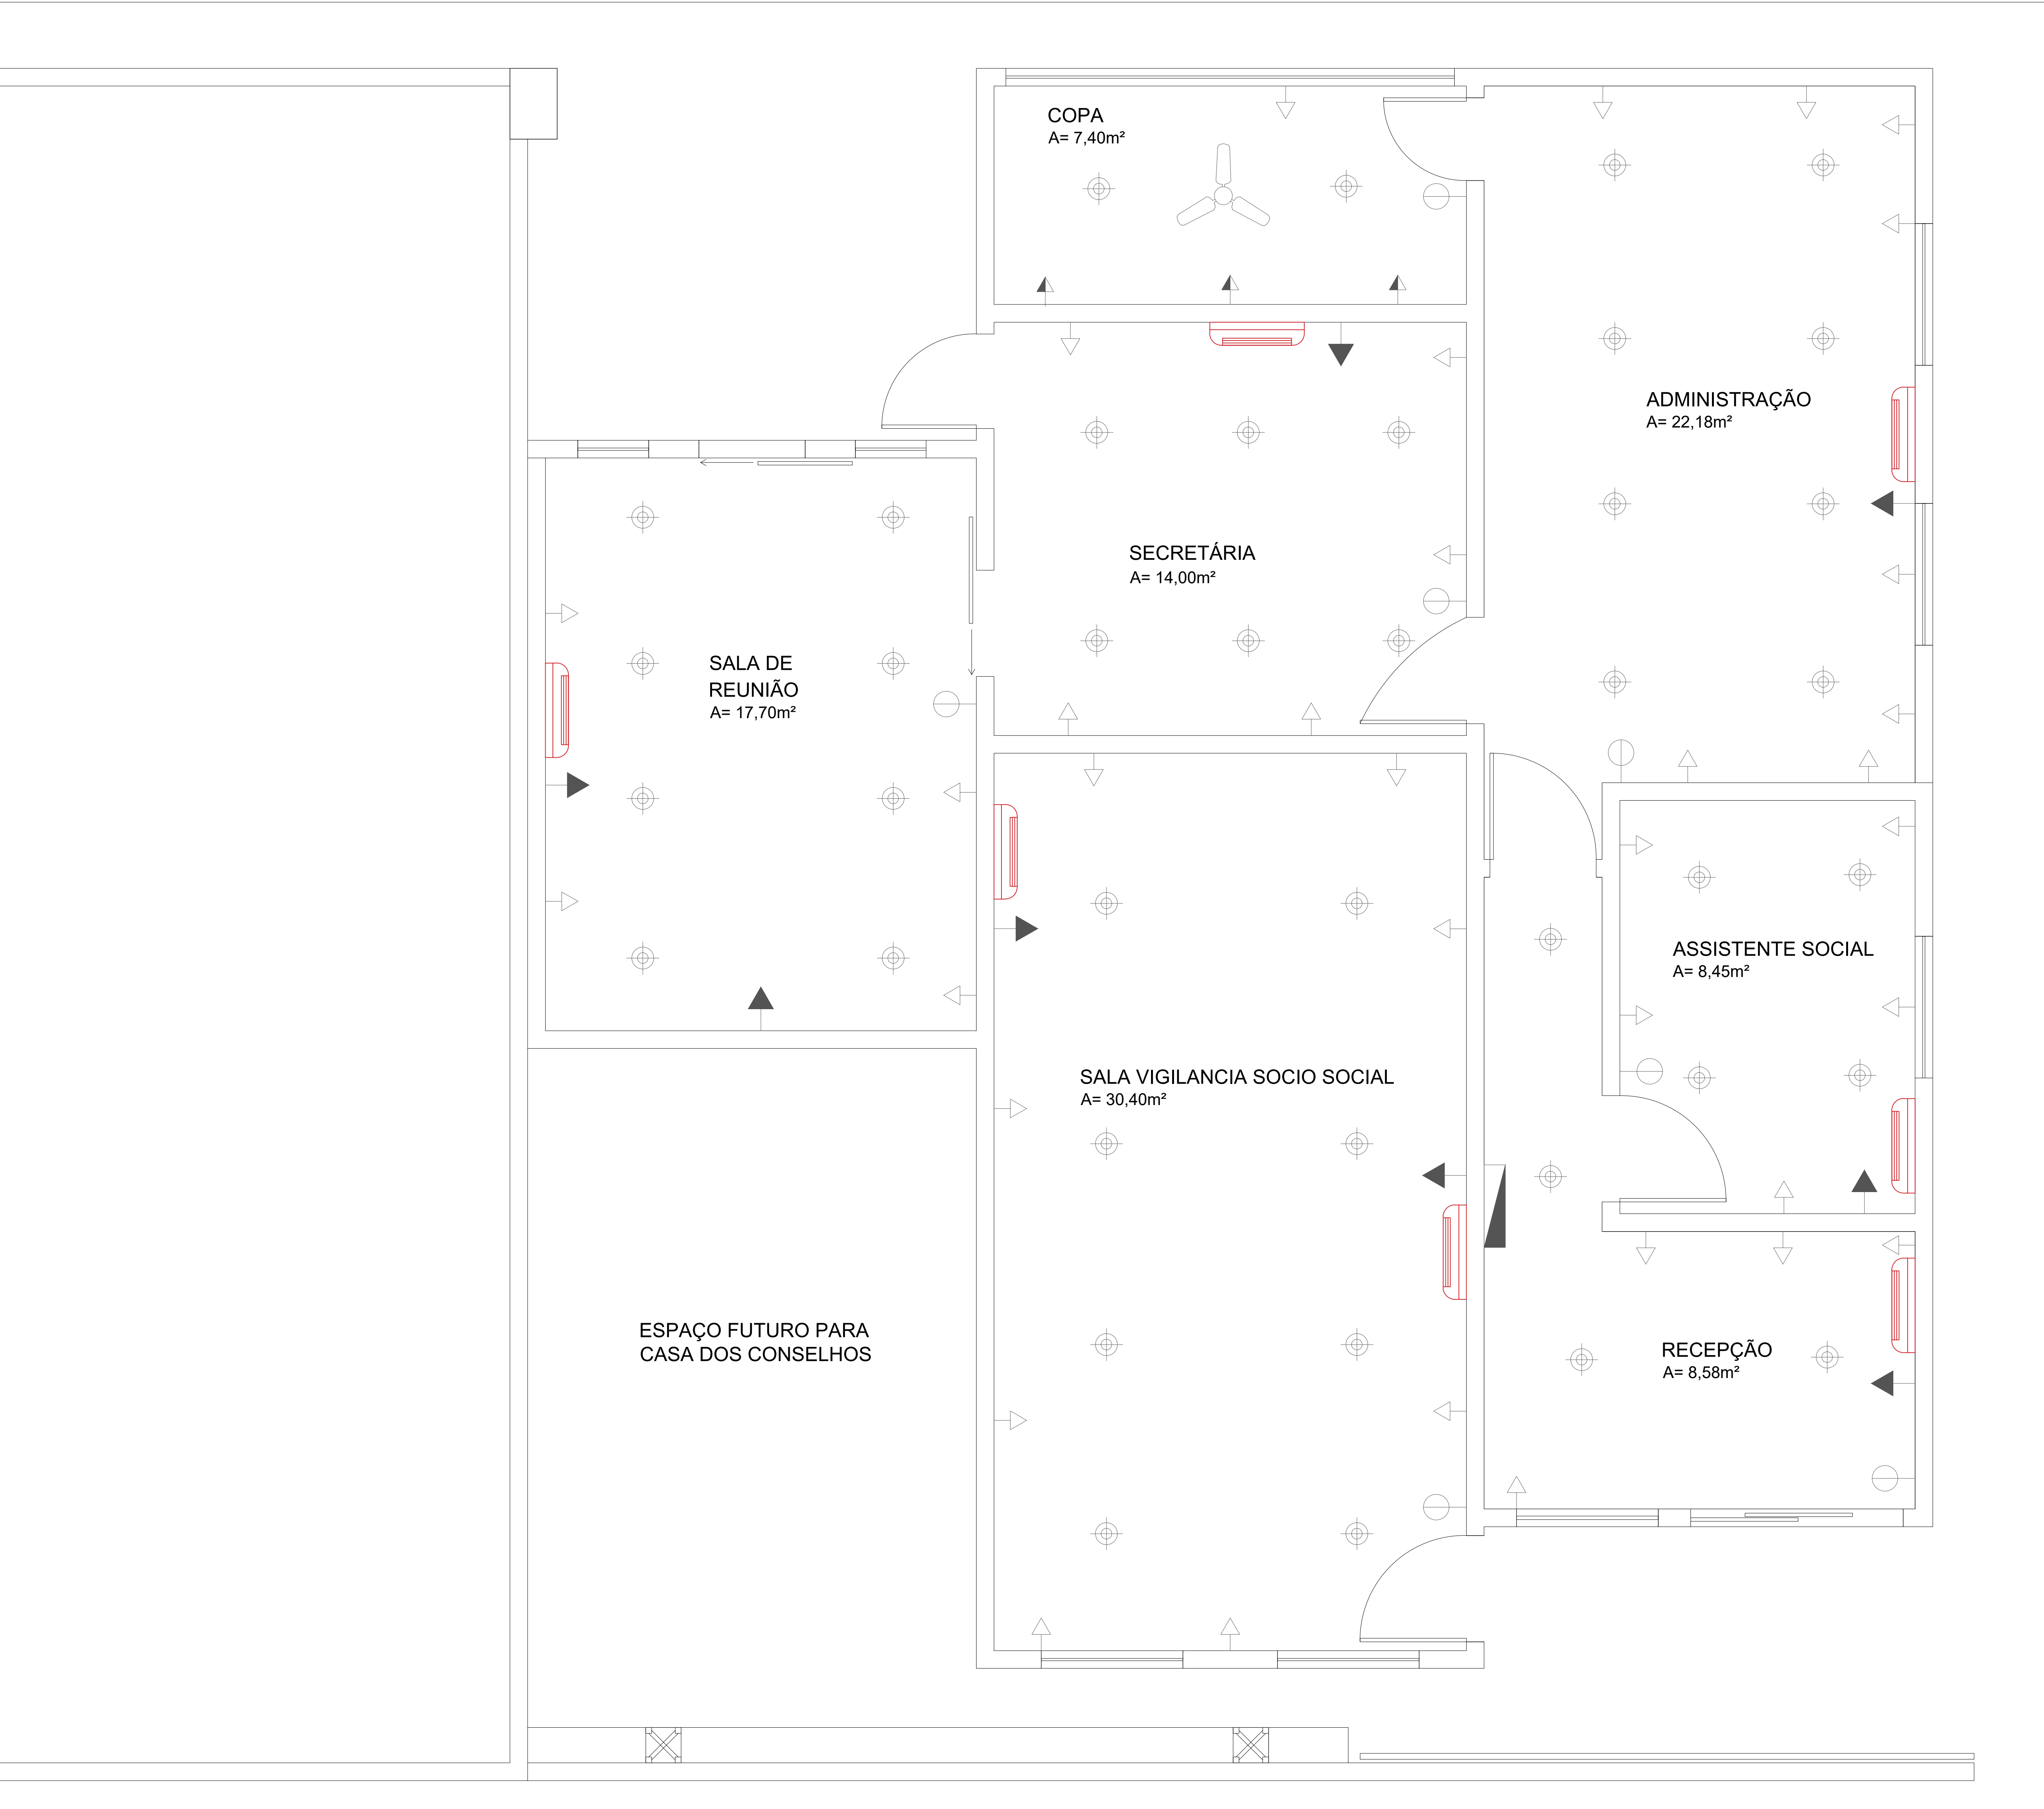 COPA
A= 7,40m²
ADMINISTRAÇÃO
A= 22,18m²
SECRETÁRIA
A= 14,00m²
SALA DE
REUNIÃO
A= 17,70m²
ASSISTENTE SOCIAL
A= 8,45m²
SALA VIGILANCIA SOCIO SOCIAL
A= 30,40m²
ESPAÇO FUTURO PARA
CASA DOS CONSELHOS
RECEPÇÃO
A= 8,58m²